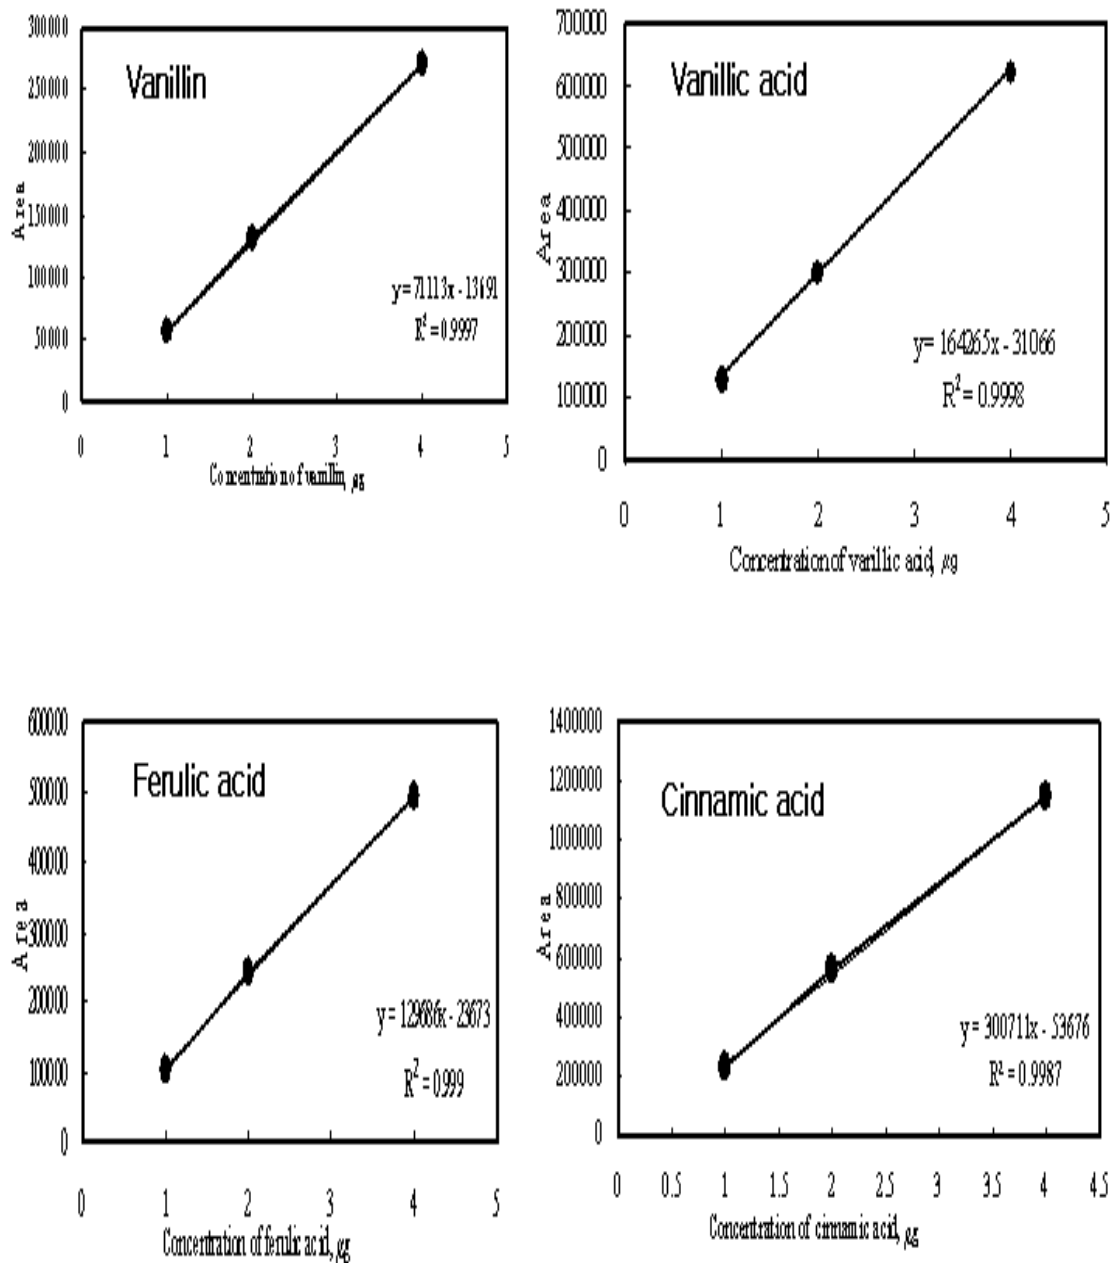 300000
250000
200000
150000
100000
50000
0
Area
Vanillin
y = 71113x - 13691
R² = 0.9997
0 1 2 3 4 5
Concentration of vanillin, μg
700000
600000
500000
400000
300000
200000
100000
0
Area
Vanillic acid
y = 164265x - 31066
R² = 0.9998
0 1 2 3 4 5
Concentration of vanillic acid, μg
600000
500000
400000
300000
200000
100000
0
Area
Ferulic acid
y = 129686x - 23673
R² = 0.999
0 1 2 3 4 5
Concentration of ferulic acid, μg
1400000
1200000
1000000
800000
600000
400000
200000
0
Area
Cinnamic acid
y = 300711x - 53676
R² = 0.9987
0 0.5 1 1.5 2 2.5 3 3.5 4 4.5
Concentration of cinnamic acid, μg